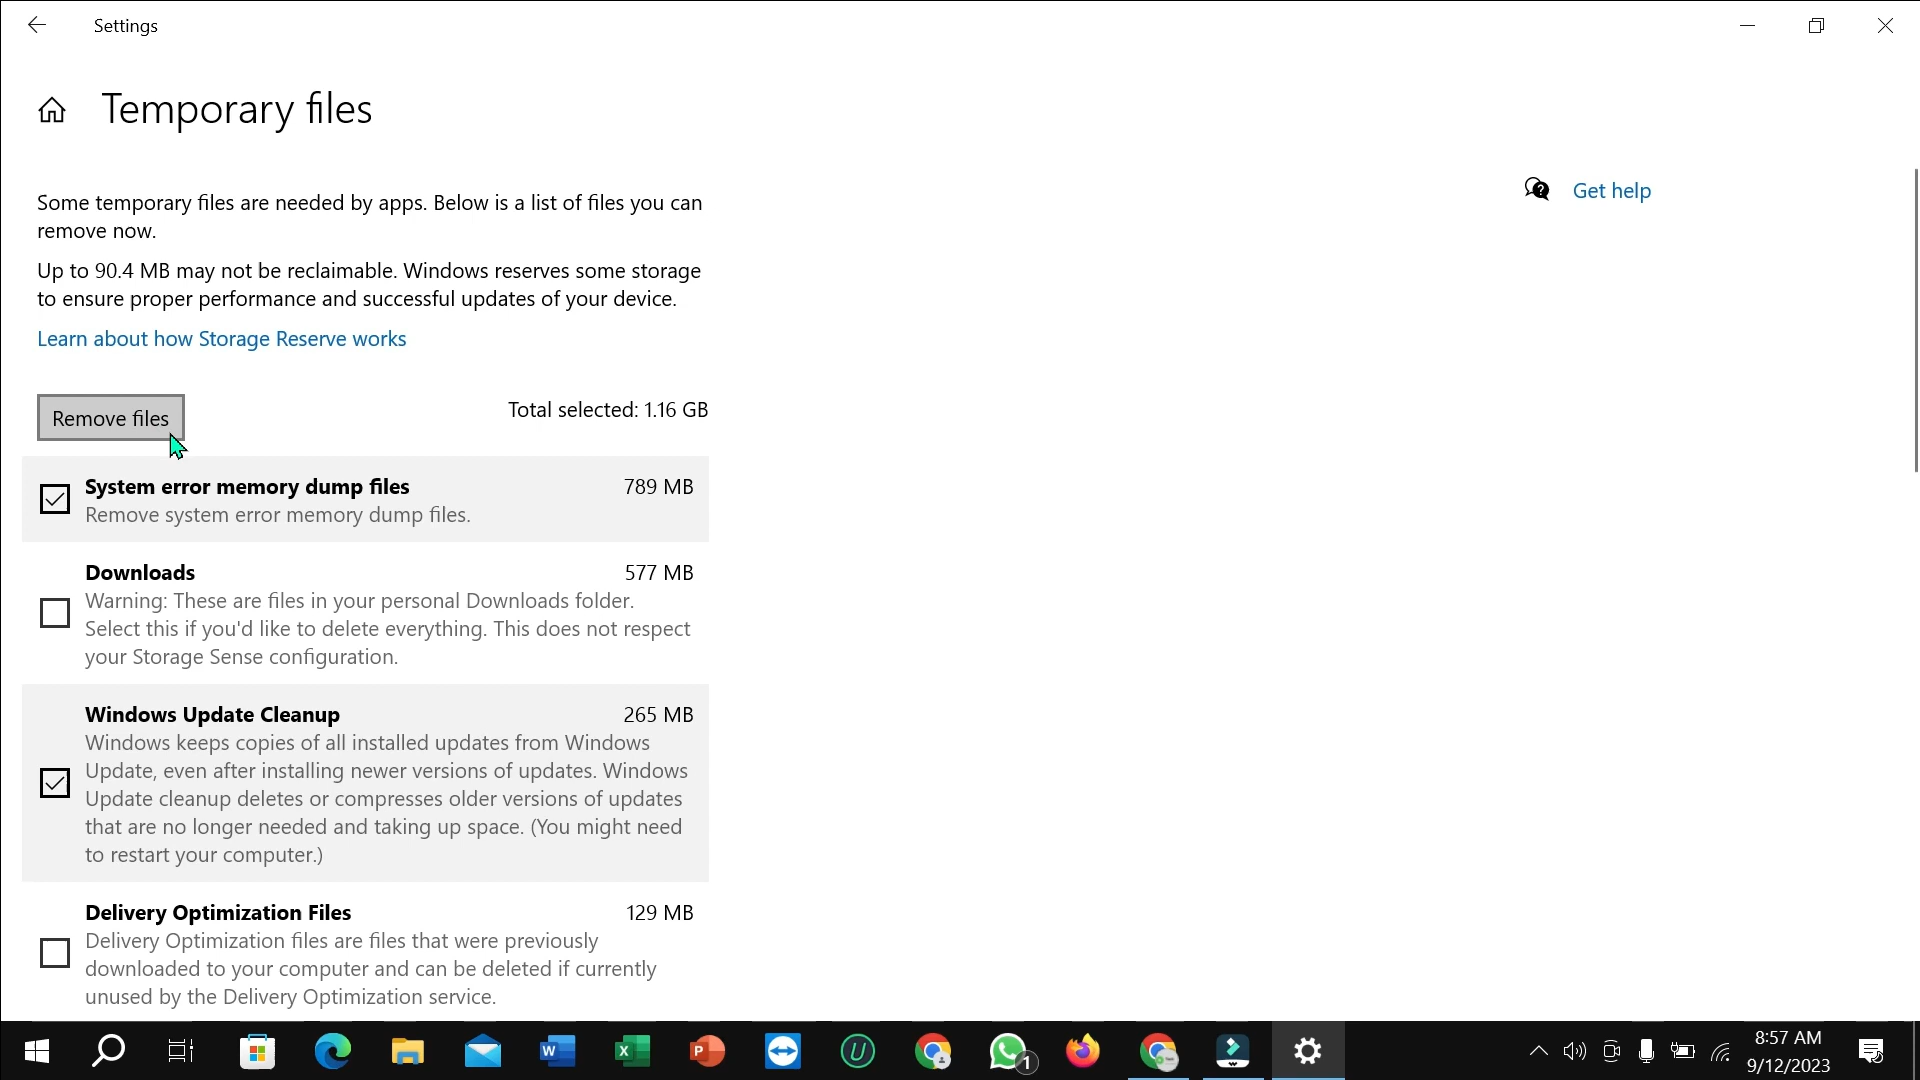 Settings
Temporary files
Some temporary files are needed by apps. Below is a list of files you can
remove now.
Up to 90.4 MB may not be reclaimable. Windows reserves some storage
to ensure proper performance and successful updates of your device.
Learn about how Storage Reserve works
Get help
Remove files
Total selected: 1.16 GB
System error memory dump files 789 MB
Remove system error memory dump files.
Downloads 577 MB
Warning: These are files in your personal Downloads folder.
Select this if you'd like to delete everything. This does not respect
your Storage Sense configuration.
Windows Update Cleanup 265 MB
Windows keeps copies of all installed updates from Windows
Update, even after installing newer versions of updates. Windows
Update cleanup deletes or compresses older versions of updates
that are no longer needed and taking up space. (You might need
to restart your computer.)
Delivery Optimization Files 129 MB
Delivery Optimization files are files that were previously
downloaded to your computer and can be deleted if currently
unused by the Delivery Optimization service.
W
X
P
U
1
8:57 AM
9/12/2023